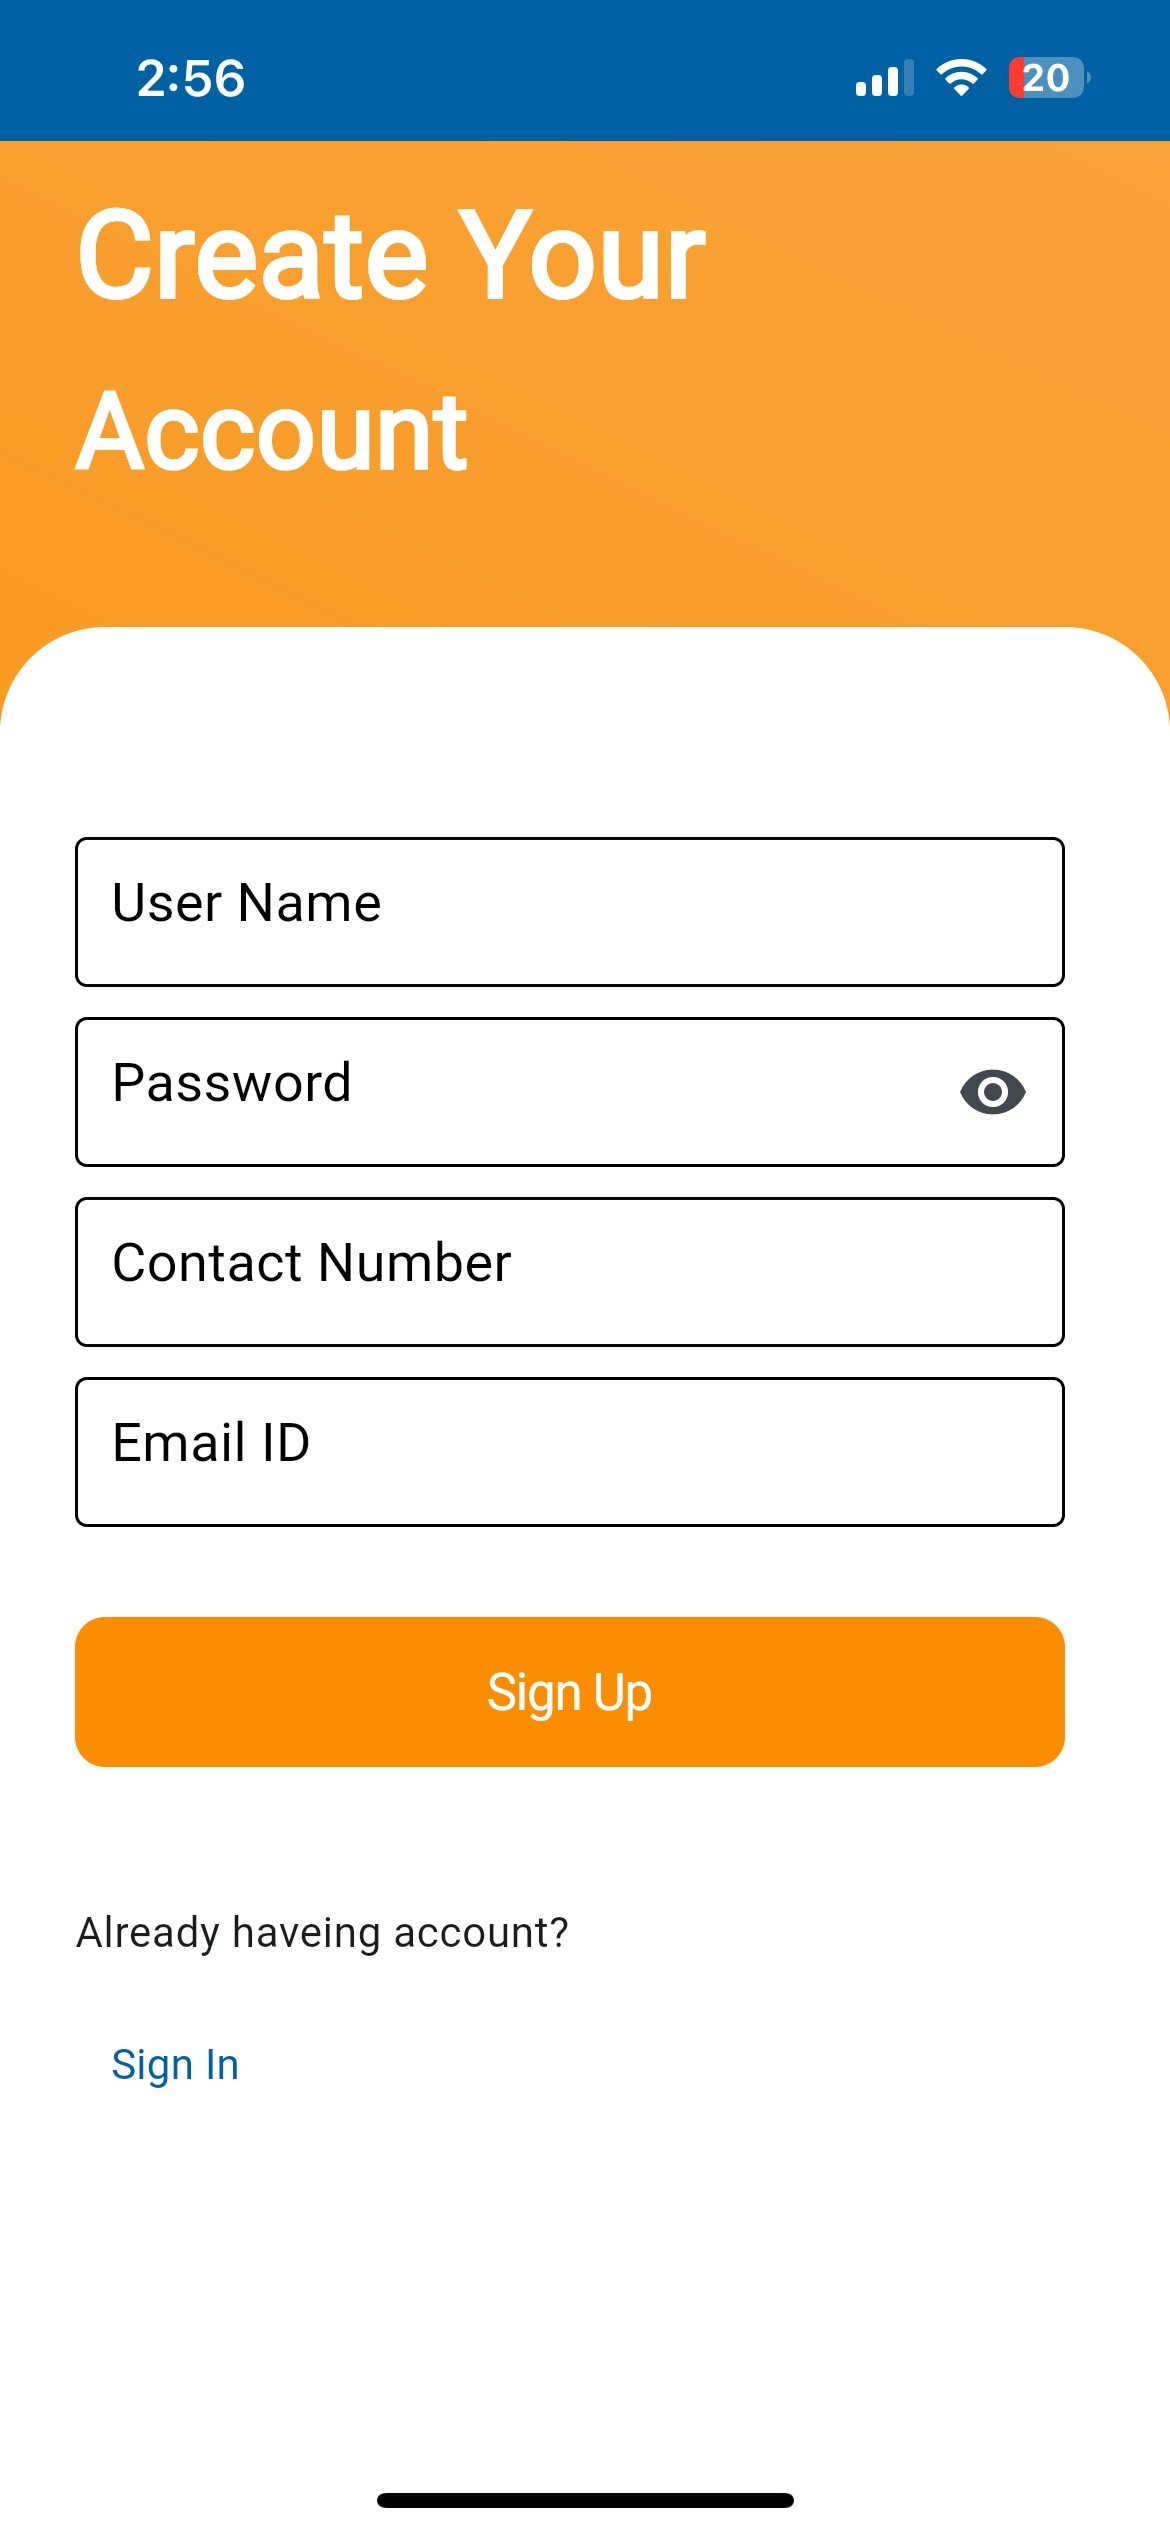 2:56
20
Create Your
Account
User Name
Password
Contact Number
Email ID
Sign Up
Already haveing account?
Sign In